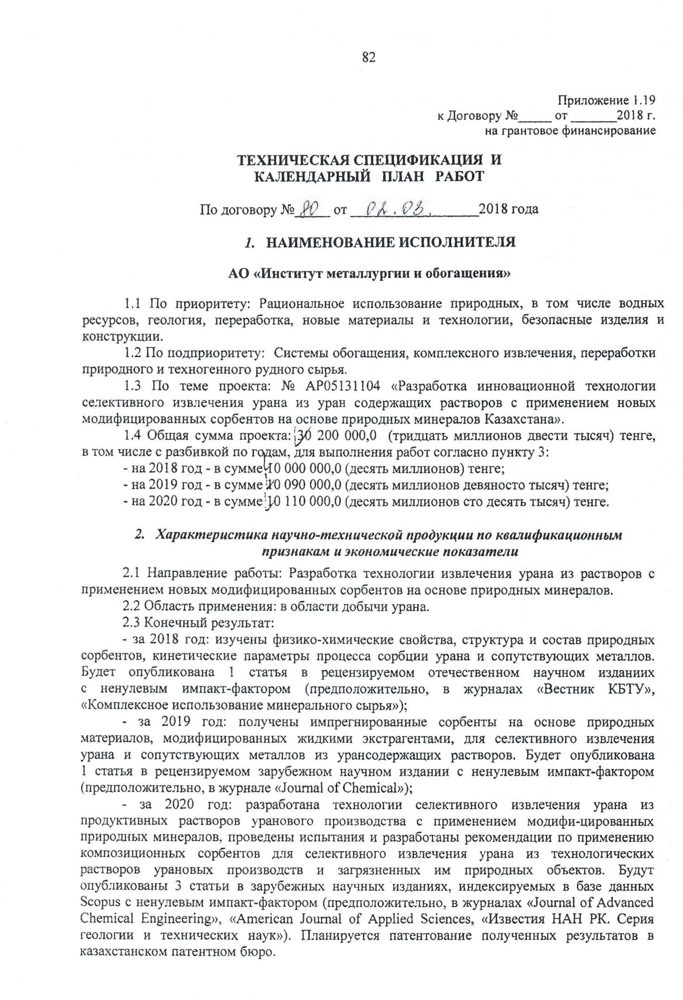 82
Приложение 1.19
к Договору №_____ от _______2018 г.
на грантовое финансирование
ТЕХНИЧЕСКАЯ СПЕЦИФИКАЦИЯ И
КАЛЕНДАРНЫЙ ПЛАН РАБОТ
По договору № 80 от 02.03. 2018 года
1. НАИМЕНОВАНИЕ ИСПОЛНИТЕЛЯ
АО «Институт металлургии и обогащения»
1.1 По приоритету: Рациональное использование природных, в том числе водных
ресурсов, геология, переработка, новые материалы и технологии, безопасные изделия и
конструкции.
1.2 По подприоритету: Системы обогащения, комплексного извлечения, переработки
природного и техногенного рудного сырья.
1.3 По теме проекта: № АР05131104 «Разработка инновационной технологии
селективного извлечения урана из уран содержащих растворов с применением новых
модифицированных сорбентов на основе природных минералов Казахстана».
1.4 Общая сумма проекта: 30 200 000,0 (тридцать миллионов двести тысяч) тенге,
в том числе с разбивкой по годам, для выполнения работ согласно пункту 3:
- на 2018 год - в сумме 10 000 000,0 (десять миллионов) тенге;
- на 2019 год - в сумме 10 090 000,0 (десять миллионов девяносто тысяч) тенге;
- на 2020 год - в сумме 10 110 000,0 (десять миллионов сто десять тысяч) тенге.
2. Характеристика научно-технической продукции по квалификационным
признакам и экономические показатели
2.1 Направление работы: Разработка технологии извлечения урана из растворов с
применением новых модифицированных сорбентов на основе природных минералов.
2.2 Область применения: в области добычи урана.
2.3 Конечный результат:
- за 2018 год: изучены физико-химические свойства, структура и состав природных
сорбентов, кинетические параметры процесса сорбции урана и сопутствующих металлов.
Будет опубликована 1 статья в рецензируемом отечественном научном изданиих
с ненулевым импакт-фактором (предположительно, в журналах «Вестник КБТУ»,
«Комплексное использование минерального сырья»);
- за 2019 год: получены импрегнированные сорбенты на основе природных
материалов, модифицированных жидкими экстрагентами, для селективного извлечения
урана и сопутствующих металлов из урансодержащих растворов. Будет опубликована
1 статья в рецензируемом зарубежном научном издании с ненулевым импакт-фактором
(предположительно, в журнале «Journal of Chemical»);
- за 2020 год: разработана технологии селективного извлечения урана из
продуктивных растворов уранового производства с применением модифи-цированных
природных минералов, проведены испытания и разработаны рекомендации по применению
композиционных сорбентов для селективного извлечения урана из технологических
растворов урановых производств и загрязненных им природных объектов. Будут
опубликованы 3 статьи в зарубежных научных изданиях, индексируемых в базе данных
Scopus с ненулевым импакт-фактором (предположительно, в журналах «Journal of Advanced
Chemical Engineering», «American Journal of Applied Sciences, «Известия НАН РК. Серия
геологии и технических наук»). Планируется патентование полученных результатов в
казахстанском патентном бюро.